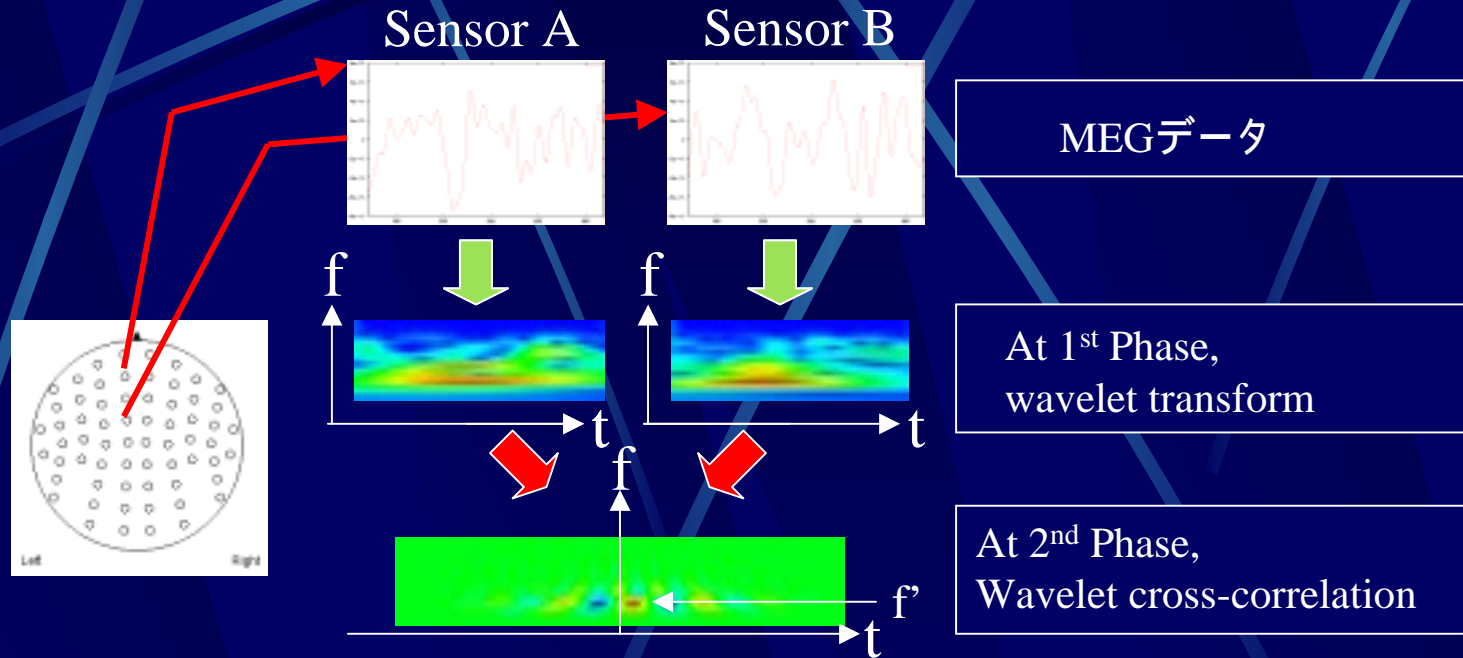 Sensor A
Sensor B
MEGデータ
f
f
t
t
At 1st Phase,
wavelet transform
Left
Right
f
f’
t
At 2nd Phase,
Wavelet cross-correlation